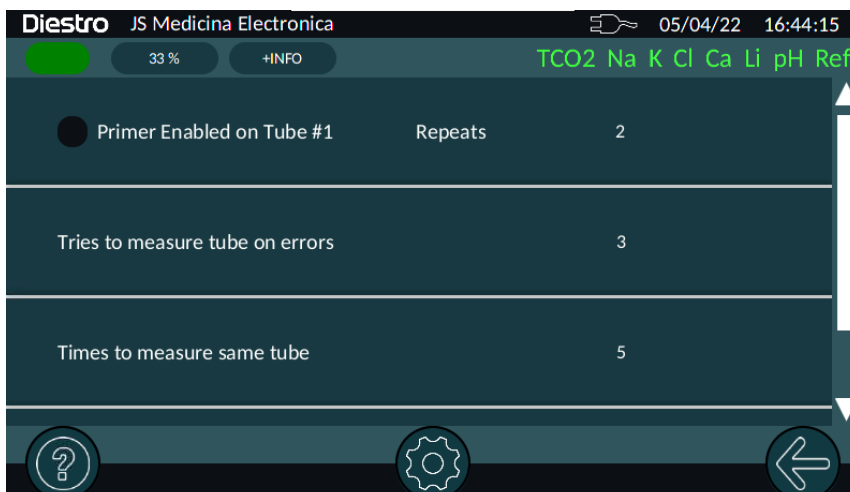 Diestro JS Medicina Electronica 05/04/22 16:44:15
33 % +INFO TCO2 Na K Cl Ca Li pH Ref
Primer Enabled on Tube #1 Repeats 2
Tries to measure tube on errors 3
Times to measure same tube 5
?